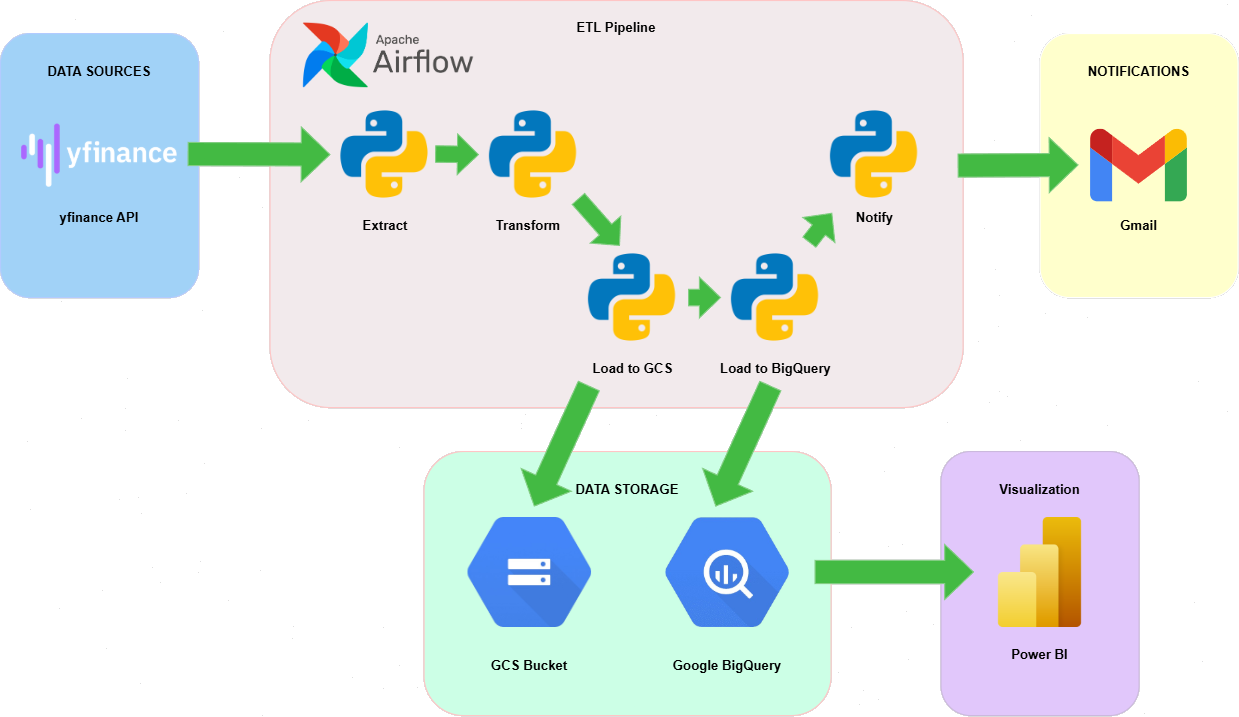 ETL Pipeline
Apache
Airflow
DATA SOURCES
yfinance
yfinance API
Extract
Transform
Notify
Load to GCS
Load to BigQuery
NOTIFICATIONS
Gmail
DATA STORAGE
GCS Bucket
Google BigQuery
Visualization
Power BI